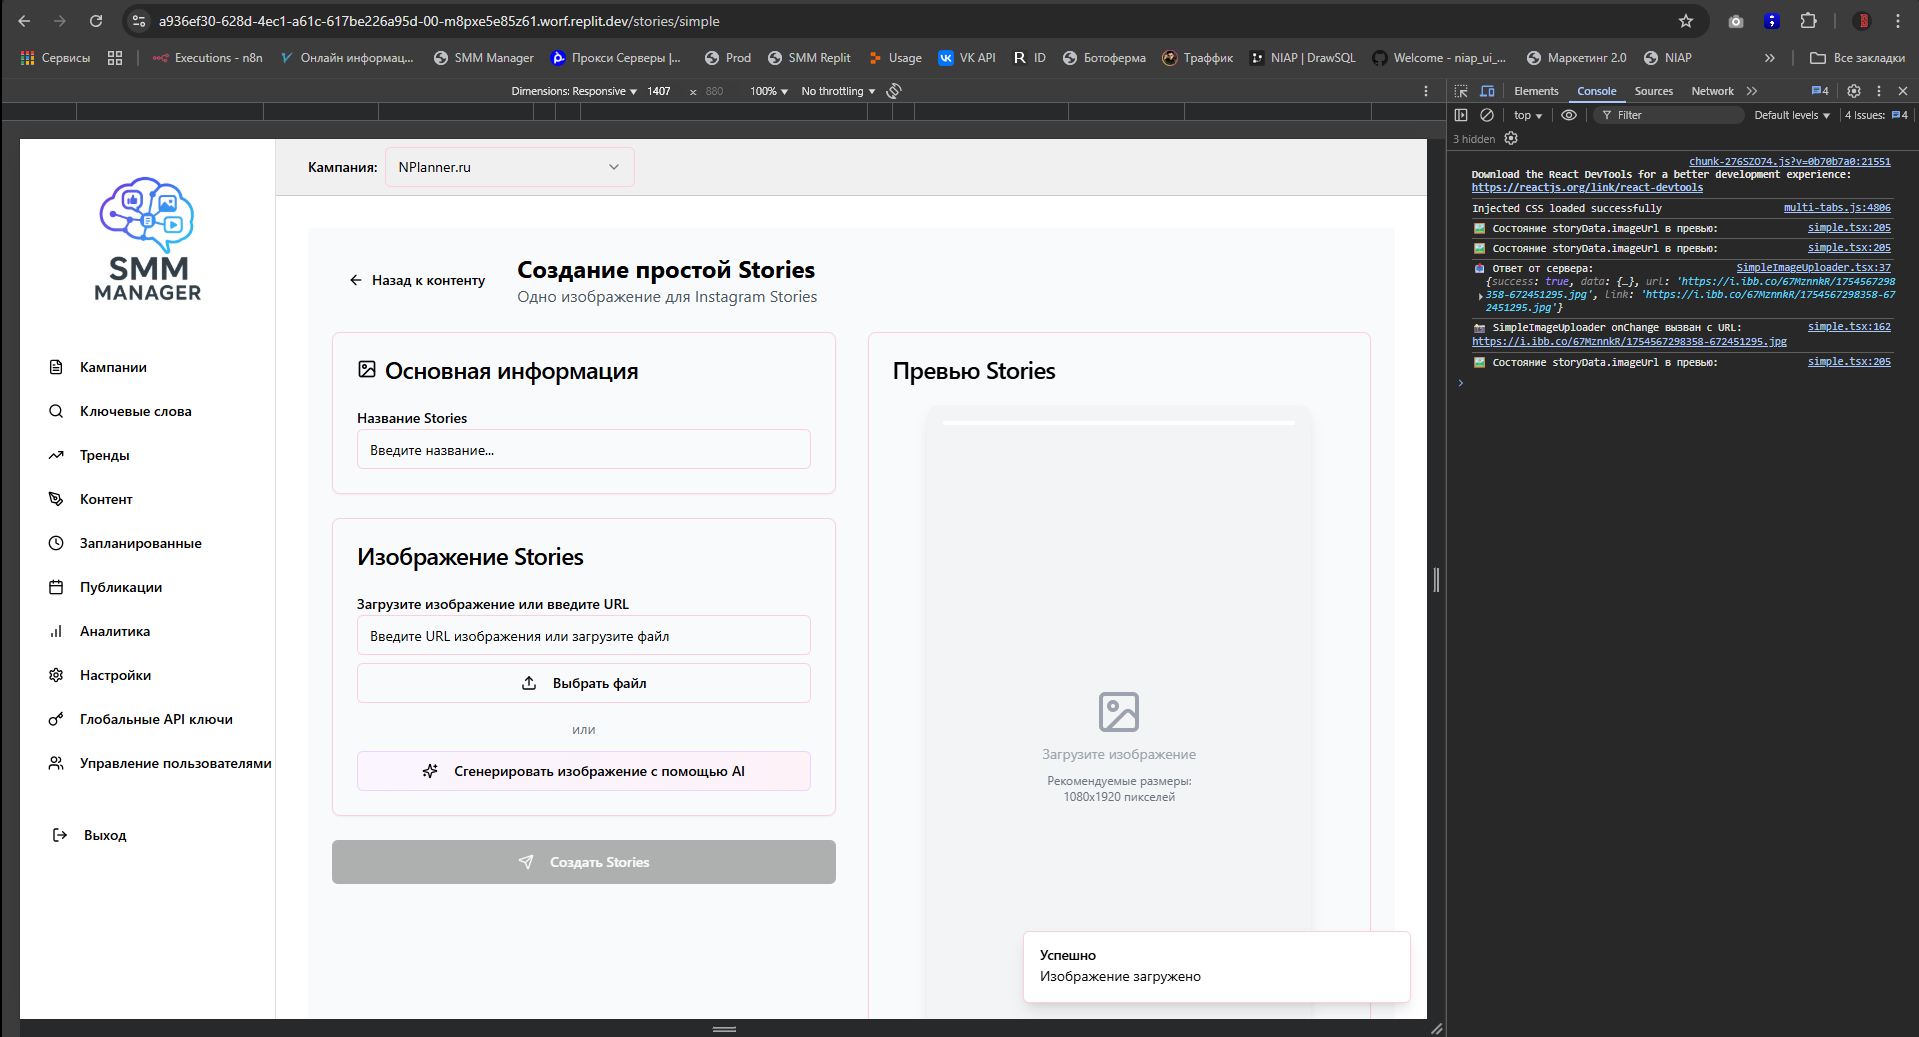 a936ef30-628d-4ec1-a61c-617be226a95d-00-m8pxe5e85z61.worf.replit.dev/stories/simple
Сервисы
Executions - n8n
Онлайн информац...
SMM Manager
Прокси Серверы |...
Prod
SMM Replit
Usage
VK API
R ID
Ботоферма
Траффик
NIAP | DrawSQL
Welcome - niap_ui_...
Маркетинг 2.0
NIAP
Все закладки
Dimensions: Responsive 1407 x 880 100% No throttling
Elements Console Sources Network 4
top Filter Default levels 4 Issues: 4
3 hidden
SMM
MANAGER
Кампании
Ключевые слова
Тренды
Контент
Запланированные
Публикации
Аналитика
Настройки
Глобальные API ключи
Управление пользователями
Выход
Кампания: NPlanner.ru
Назад к контенту
Создание простой Stories
Одно изображение для Instagram Stories
Основная информация
Название Stories
Введите название...
Изображение Stories
Загрузите изображение или введите URL
Введите URL изображения или загрузите файл
Выбрать файл
или
Сгенерировать изображение с помощью AI
Создать Stories
Превью Stories
Загрузите изображение
Рекомендуемые размеры:
1080x1920 пикселей
Успешно
Изображение загружено
chunk-276SZO74.js?v=0b70b7a0:21551
Download the React DevTools for a better development experience:
https://reactjs.org/link/react-devtools
Injected CSS loaded successfully multi-tabs.js:4806
Состояние storyData.imageUrl в превью: simple.tsx:205
Состояние storyData.imageUrl в превью: simple.tsx:205
Ответ от сервера: SimpleImageUploader.tsx:37
{success: true, data: {…}, url: 'https://i.ibb.co/67MznnkR/1754567298
358-672451295.jpg', link: 'https://i.ibb.co/67MznnkR/1754567298358-67
2451295.jpg'}
SimpleImageUploader onChange вызван с URL: simple.tsx:162
https://i.ibb.co/67MznnkR/1754567298358-672451295.jpg
Состояние storyData.imageUrl в превью: simple.tsx:205